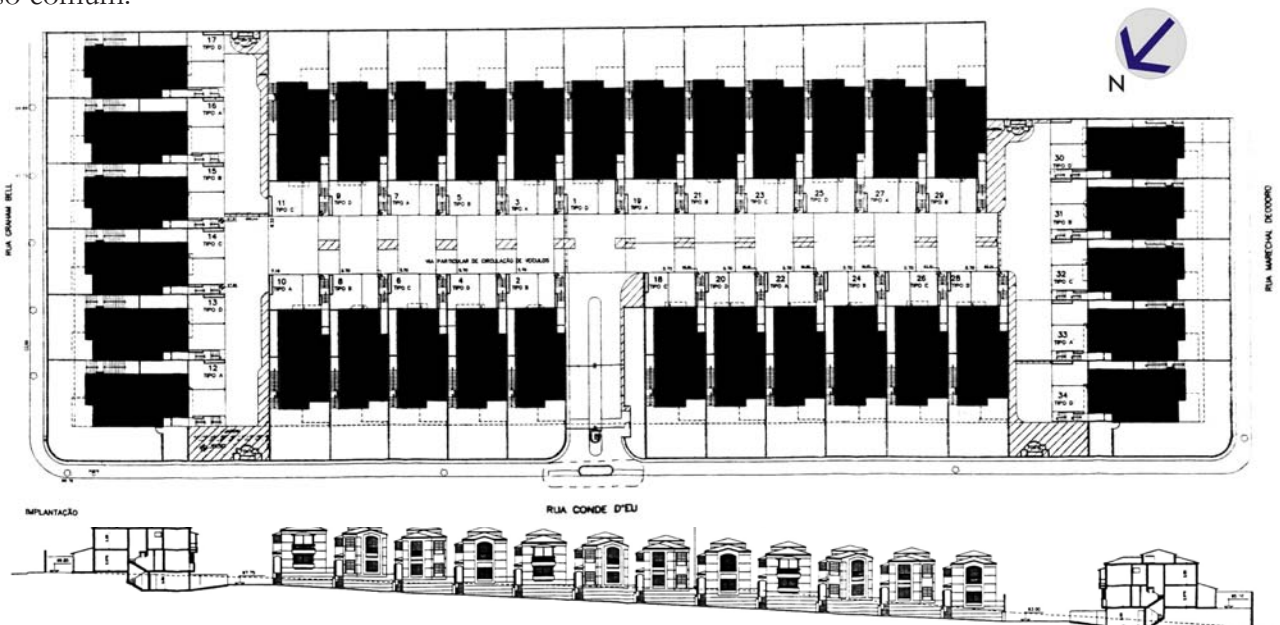 so comum.
N
17
TIPO D
16
TIPO A
15
TIPO B
14
TIPO C
13
TIPO D
12
TIPO A
RUA GRAHAM BELL
11
TIPO C
9
TIPO D
7
TIPO A
5
TIPO B
3
TIPO A
1
TIPO D
19
TIPO A
21
TIPO B
23
TIPO C
25
TIPO D
27
TIPO A
29
TIPO B
VIA PARTICULAR DE CIRCULAÇÃO DE VEÍCULOS
10
TIPO A
8
TIPO B
6
TIPO C
4
TIPO D
2
TIPO B
18
TIPO C
20
TIPO D
22
TIPO A
24
TIPO B
26
TIPO C
28
TIPO D
30
TIPO D
31
TIPO B
32
TIPO C
33
TIPO A
34
TIPO D
RUA MARECHAL DEODORO
IMPLANTAÇÃO
RUA CONDE D'EU